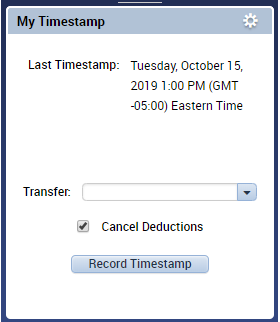 My Timestamp
Last Timestamp: Tuesday, October 15,
2019 1:00 PM (GMT
-05:00) Eastern Time
Transfer:
Cancel Deductions
Record Timestamp